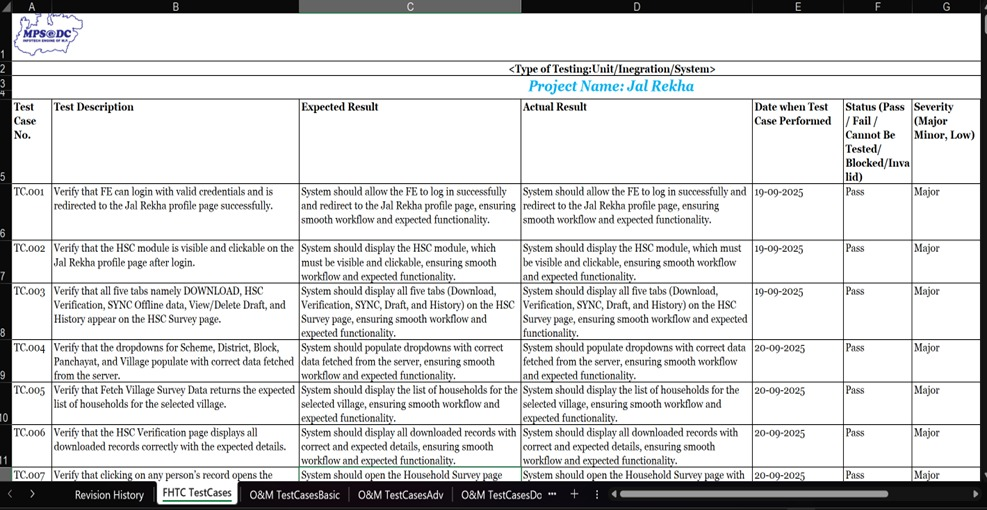 A B C D E F G
MPS@DC
INFOTECH ENGINE OF M.P.
1
2 <Type of Testing:Unit/Inegration/System>
3 Project Name: Jal Rekha
4
Test Case No. Test Description Expected Result Actual Result Date when Test Case Performed Status (Pass / Fail / Cannot Be Tested/ Blocked/Invalid) Severity (Major Minor, Low)
5
TC.001 Verify that FE can login with valid credentials and is redirected to the Jal Rekha profile page successfully. System should allow the FE to log in successfully and redirect to the Jal Rekha profile page, ensuring smooth workflow and expected functionality. System should allow the FE to log in successfully and redirect to the Jal Rekha profile page, ensuring smooth workflow and expected functionality. 19-09-2025 Pass Major
6
TC.002 Verify that the HSC module is visible and clickable on the Jal Rekha profile page after login. System should display the HSC module, which must be visible and clickable, ensuring smooth workflow and expected functionality. System should display the HSC module, which must be visible and clickable, ensuring smooth workflow and expected functionality. 19-09-2025 Pass Major
7
TC.003 Verify that all five tabs namely DOWNLOAD, HSC Verification, SYNC Offline data, View/Delete Draft, and History appear on the HSC Survey page. System should display all five tabs (Download, Verification, SYNC, Draft, and History) on the HSC Survey page, ensuring smooth workflow and expected functionality. System should display all five tabs (Download, Verification, SYNC, Draft, and History) on the HSC Survey page, ensuring smooth workflow and expected functionality. 19-09-2025 Pass Major
8
TC.004 Verify that the dropdowns for Scheme, District, Block, Panchayat, and Village populate with correct data fetched from the server. System should populate dropdowns with correct data fetched from the server, ensuring smooth workflow and expected functionality. System should populate dropdowns with correct data fetched from the server, ensuring smooth workflow and expected functionality. 20-09-2025 Pass Major
9
TC.005 Verify that Fetch Village Survey Data returns the expected list of households for the selected village. System should display the list of households for the selected village, ensuring smooth workflow and expected functionality. System should display the list of households for the selected village, ensuring smooth workflow and expected functionality. 20-09-2025 Pass Major
10
TC.006 Verify that the HSC Verification page displays all downloaded records correctly with the expected details. System should display all downloaded records with correct and expected details, ensuring smooth workflow and expected functionality. System should display all downloaded records with correct and expected details, ensuring smooth workflow and expected functionality. 20-09-2025 Pass Major
11
TC.007 Verify that clicking on any person's record opens the System should open the Household Survey page System should open the Household Survey page with 20-09-2025 Pass Major
Revision History FHTC TestCases O&M TestCasesBasic O&M TestCasesAdv O&M TestCasesDo ...